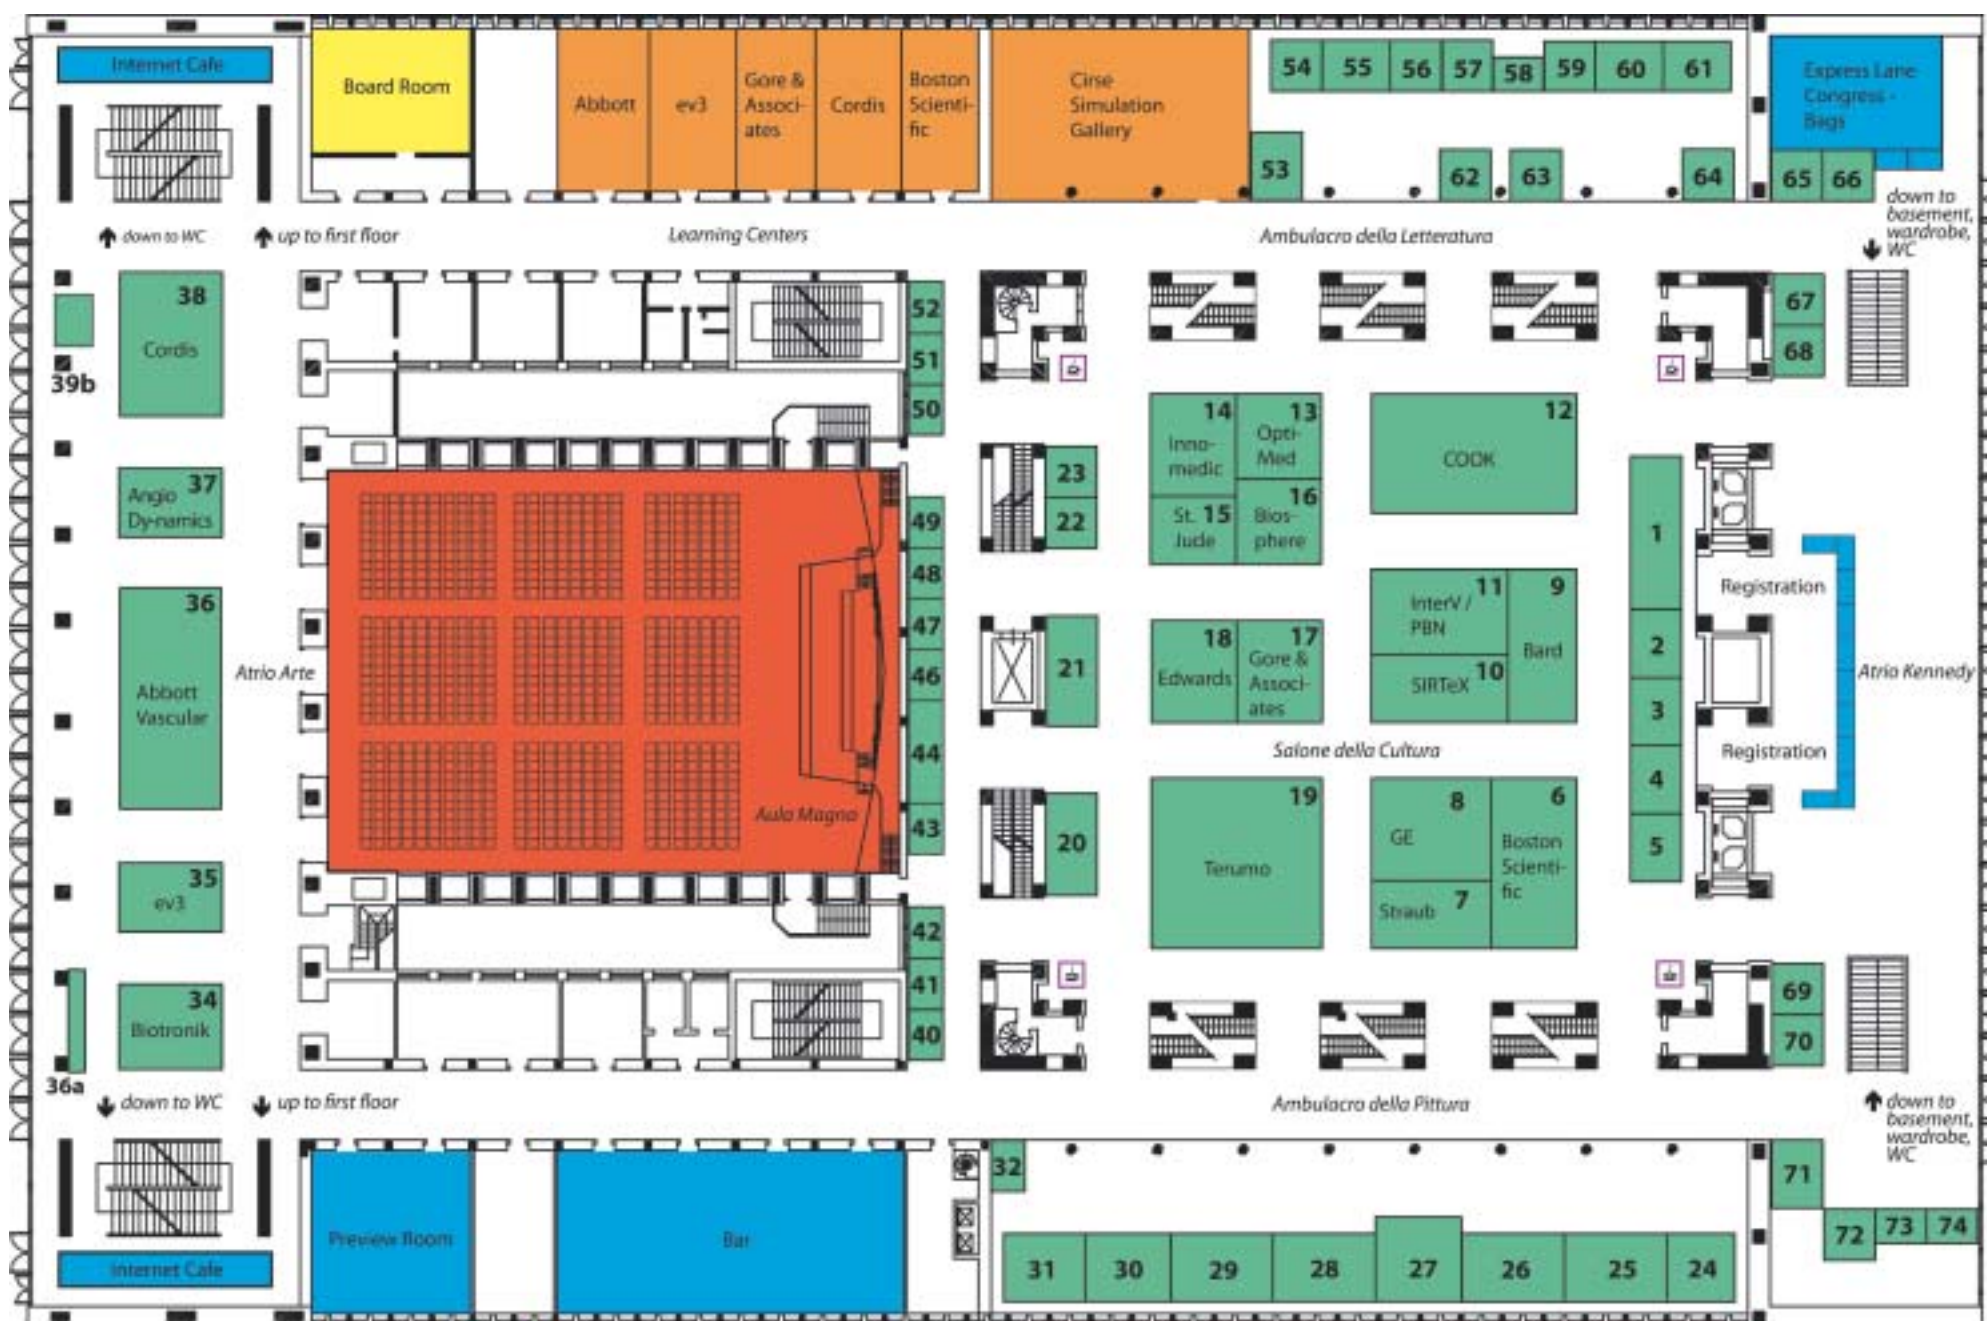 Internet Cafe
Board Room
Abbott
ev3
Gore &
Associ-
ates
Cordis
Boston
Scienti-
fic
Cirse
Simulation
Gallery
54
55
56
57
58
59
60
61
Express Lane
Congress -
Bags
53
62
63
64
65
66
down to WC
up to first floor
Learning Centers
Ambulacro della Letteratura
down to
basement,
wardrobe,
WC
38
Cordis
39b
52
51
50
67
68
37
Angio
Dy-namics
23
22
14
Inno-
medic
13
Opti-
Med
St. 15
Jude
16
Bios-
phere
12
COOK
1
36
Abbott
Vascular
Atrio Arte
49
48
47
46
44
43
Aula Magna
21
18
Edwards
17
Gore &
Associ-
ates
11
InterV /
PBN
10
SIRTeX
9
Bard
2
3
4
5
Registration
Registration
Atrio Kennedy
Salone della Cultura
20
19
Terumo
8
GE
7
Straub
6
Boston
Scienti-
fic
35
ev3
42
41
40
34
Biotronik
36a
69
70
down to WC
up to first floor
Ambulacro della Pittura
down to
basement,
wardrobe,
WC
Preview Room
Bar
Internet Cafe
32
31
30
29
28
27
26
25
24
71
72
73
74